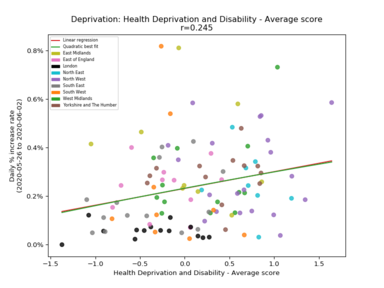 Deprivation: Health Deprivation and Disability - Average score
r=0.245
Daily % increase rate
(2020-05-26 to 2020-06-02)
0.8%
0.6%
0.4%
0.2%
0.0%
Linear regression
Quadratic best fit
East Midlands
East of England
London
North East
North West
South East
South West
West Midlands
Yorkshire and The Humber
−1.5 −1.0 −0.5 0.0 0.5 1.0 1.5
Health Deprivation and Disability - Average score